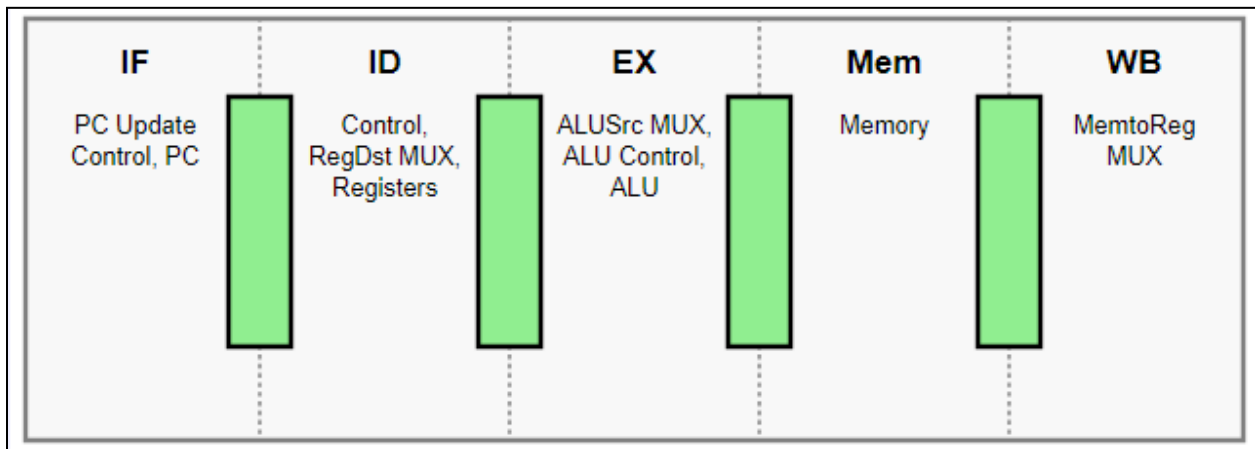 IF
PC Update
Control, PC
ID
Control,
RegDst MUX,
Registers
EX
ALUSrc MUX,
ALU Control,
ALU
Mem
Memory
WB
MemtoReg
MUX